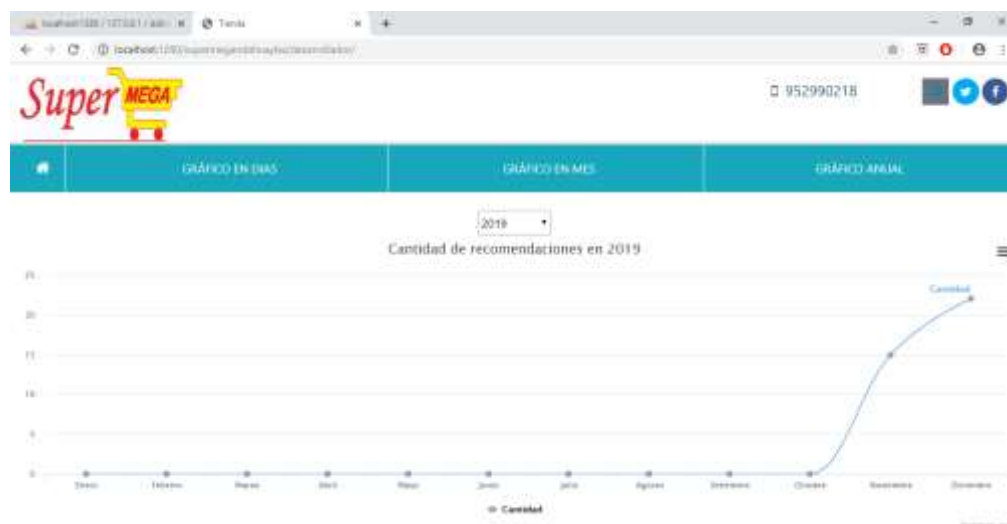 Tienda
Super MEGA
952990218
GRÁFICO EN DIAS
GRÁFICO EN MES
GRÁFICO ANUAL
2019
Cantidad de recomendaciones en 2019
Cantidad
25
20
15
10
5
0
Enero Febrero Marzo Abril Mayo Junio Julio Agosto Setiembre Octubre Noviembre Diciembre
Cantidad